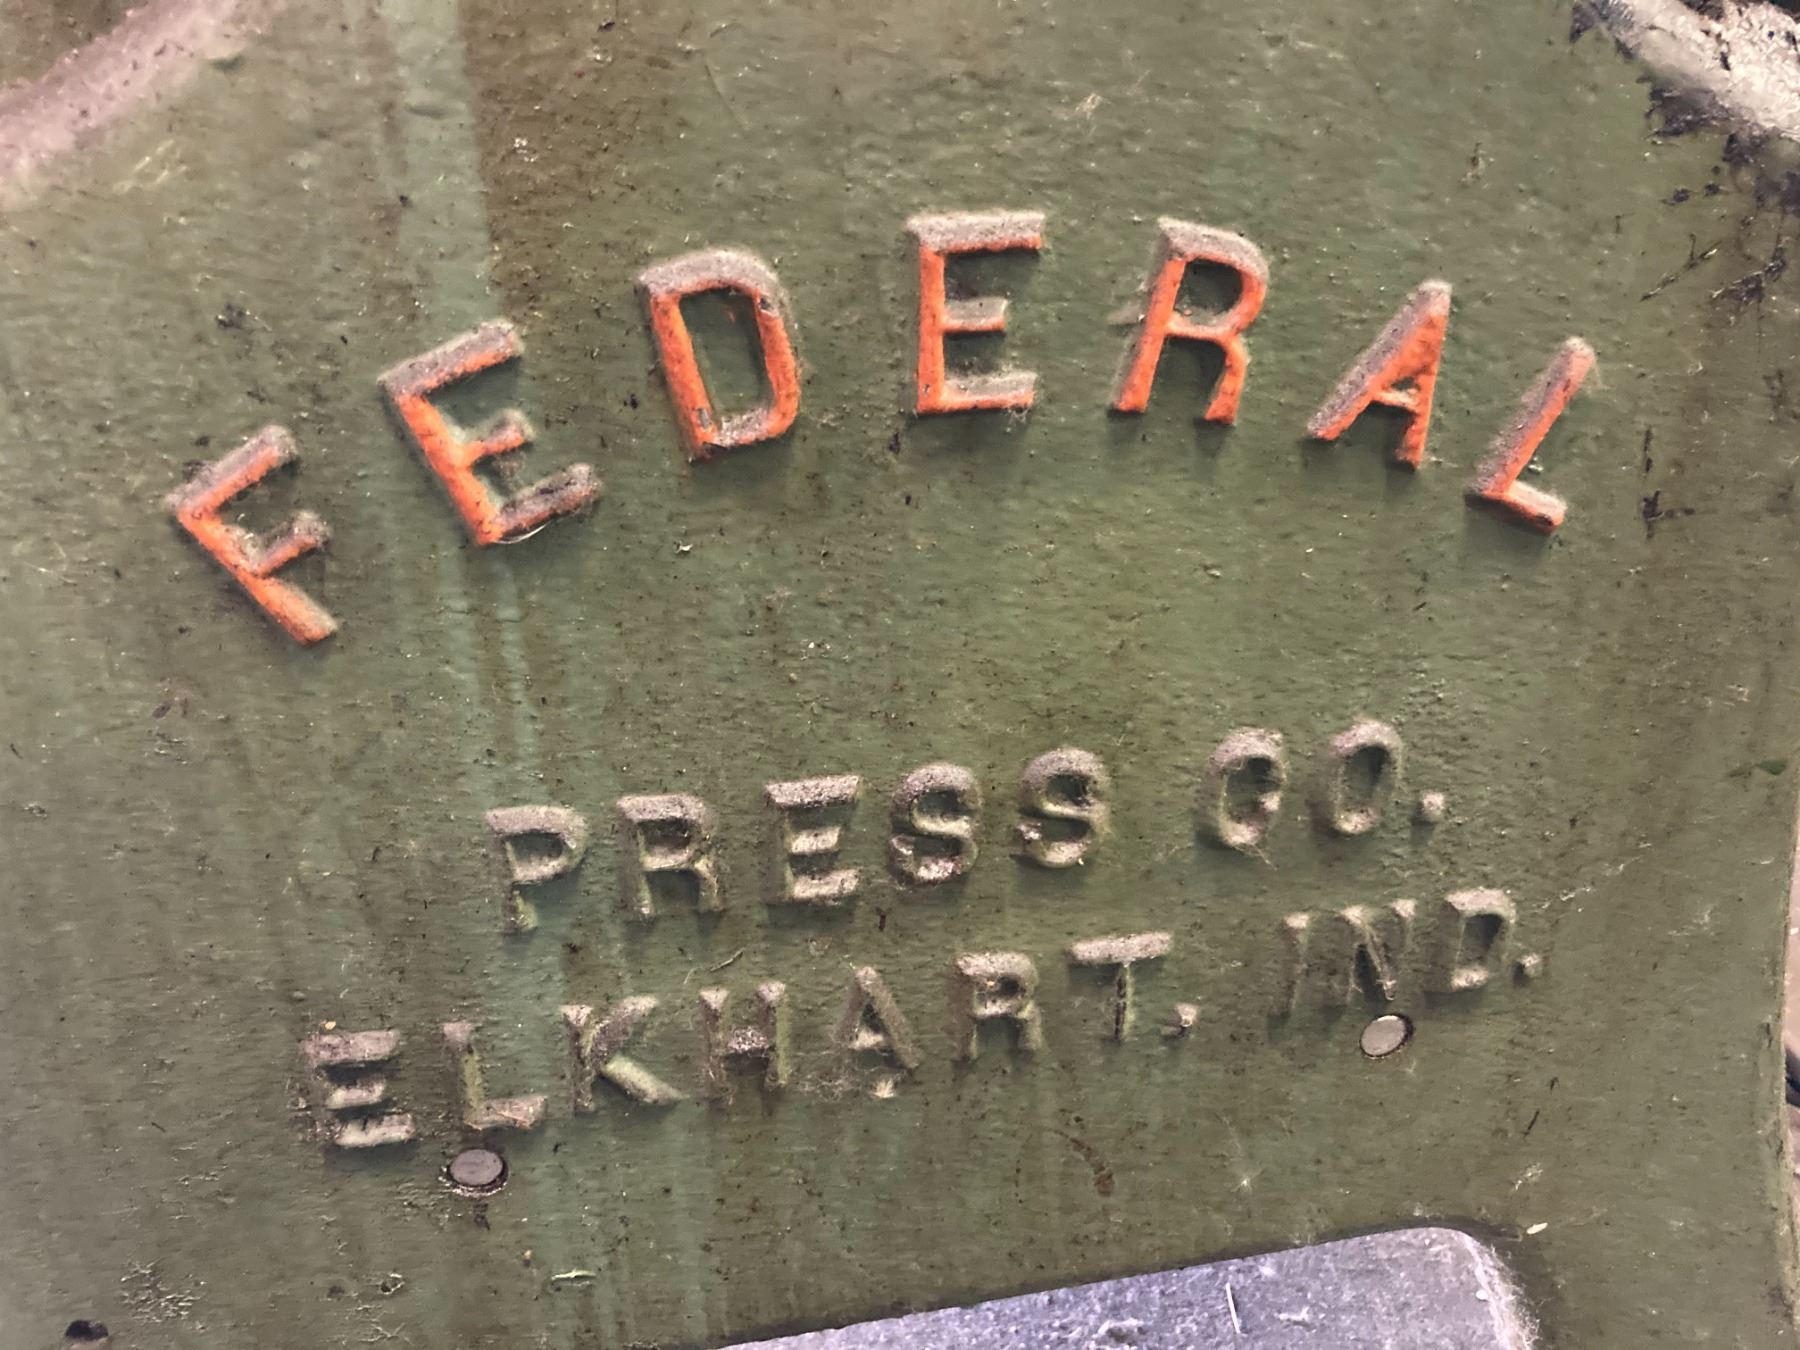 FEDERAL
PRESS CO.
ELKHART. IND.